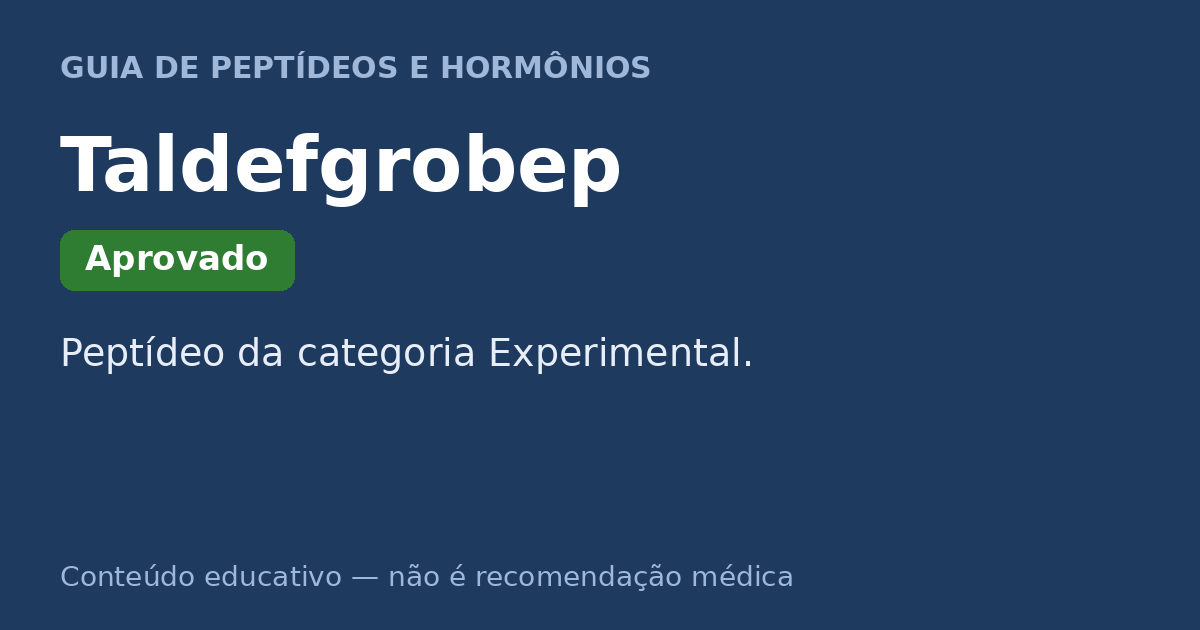 GUIA DE PEPTÍDEOS E HORMÔNIOS
Taldefgrobep
Aprovado
Peptídeo da categoria Experimental.
Conteúdo educativo — não é recomendação médica